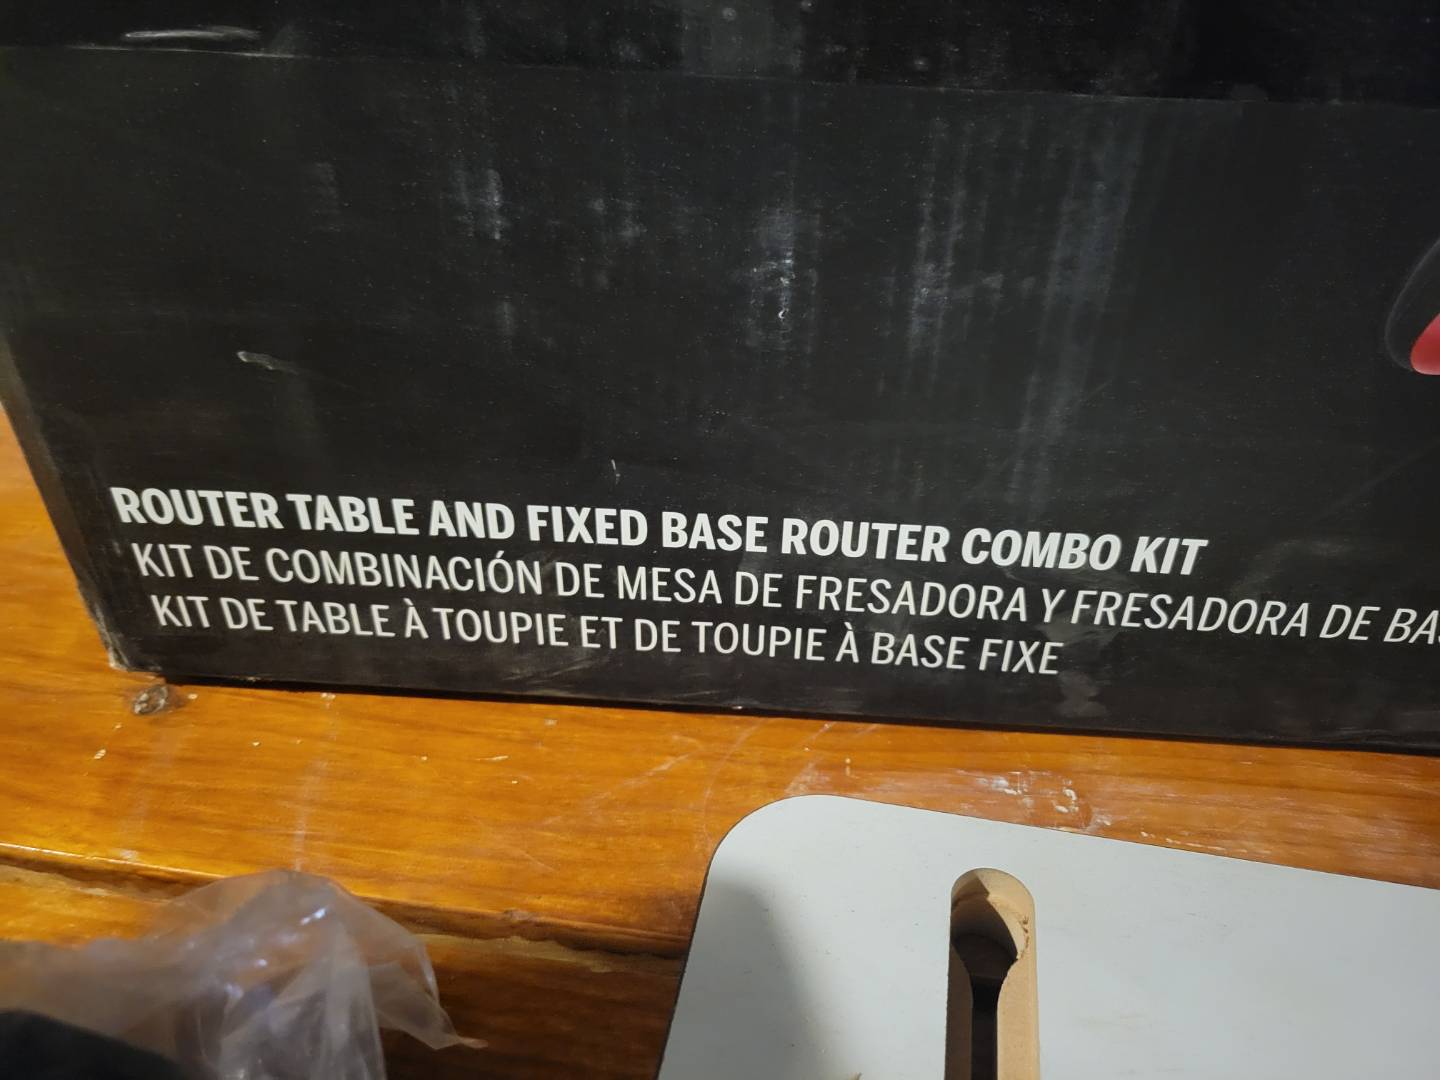 ROUTER TABLE AND FIXED BASE ROUTER COMBO KIT
KIT DE COMBINACIÓN DE MESA DE FRESADORA Y FRESADORA DE
KIT DE TABLE À TOUPIE ET DE TOUPIE À BASE FIXE